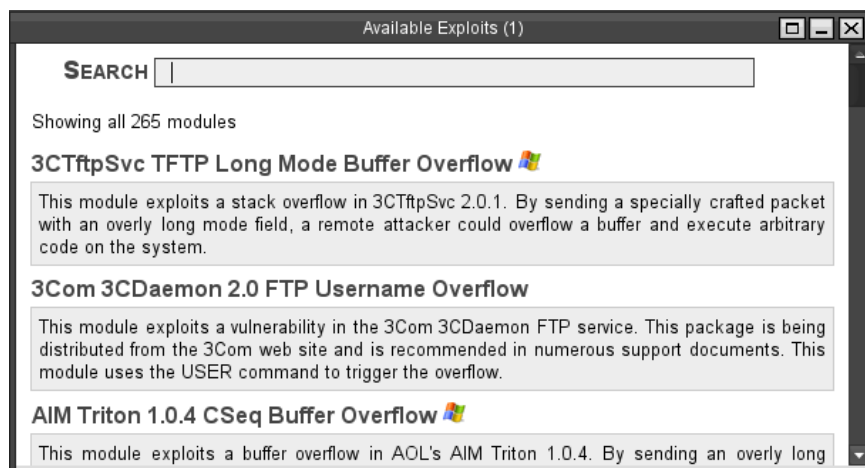 Available Exploits (1)
SEARCH
Showing all 265 modules
3CTftpSvc TFTP Long Mode Buffer Overflow
This module exploits a stack overflow in 3CTftpSvc 2.0.1. By sending a specially crafted packet
with an overly long mode field, a remote attacker could overflow a buffer and execute arbitrary
code on the system.
3Com 3CDaemon 2.0 FTP Username Overflow
This module exploits a vulnerability in the 3Com 3CDaemon FTP service. This package is being
distributed from the 3Com web site and is recommended in numerous support documents. This
module uses the USER command to trigger the overflow.
AIM Triton 1.0.4 CSeq Buffer Overflow
This module exploits a buffer overflow in AOL's AIM Triton 1.0.4. By sending an overly long